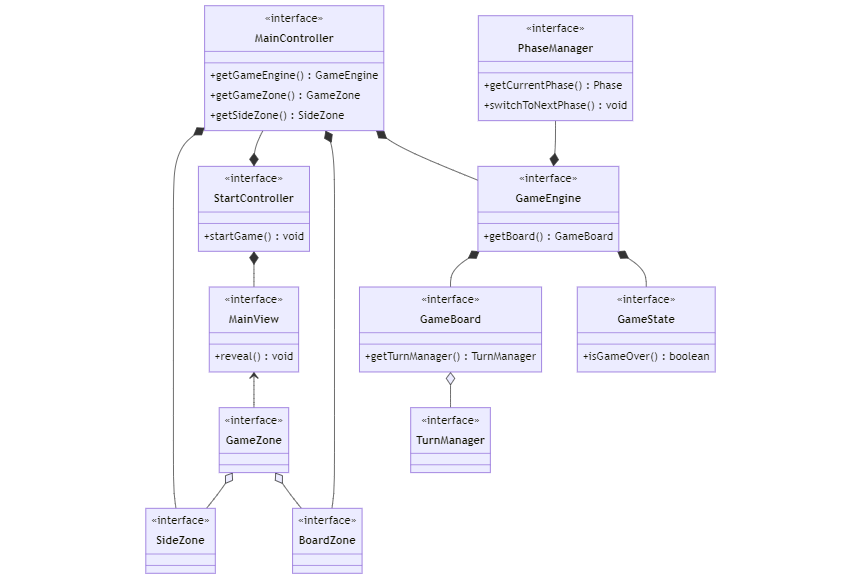 «interface»
MainController
+getGameEngine() : GameEngine
+getGameZone() : GameZone
+getSideZone() : SideZone
«interface»
PhaseManager
+getCurrentPhase() : Phase
+switchToNextPhase() : void
«interface»
StartController
+startGame() : void
«interface»
GameEngine
+getBoard() : GameBoard
«interface»
MainView
+reveal() : void
«interface»
GameBoard
+getTurnManager() : TurnManager
«interface»
GameState
+isGameOver() : boolean
«interface»
GameZone
«interface»
TurnManager
«interface»
SideZone
«interface»
BoardZone